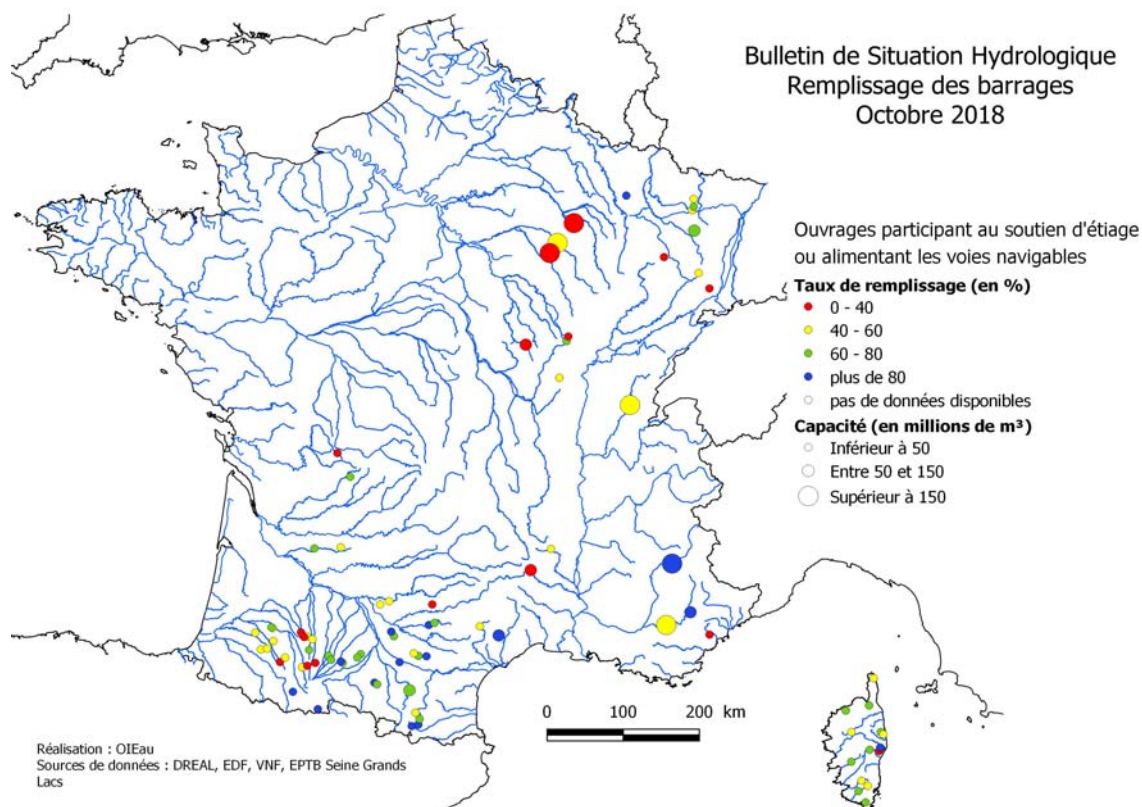 Bulletin de Situation Hydrologique
Remplissage des barrages
Octobre 2018
Ouvrages participant au soutien d'étiage
ou alimentant les voies navigables
Taux de remplissage (en %)
0 - 40
40 - 60
60 - 80
plus de 80
pas de données disponibles
Capacité (en millions de m³)
Inférieur à 50
Entre 50 et 150
Supérieur à 150
0 100 200 km
Réalisation : OIEau
Sources de données : DREAL, EDF, VNF, EPTB Seine Grands
Lacs